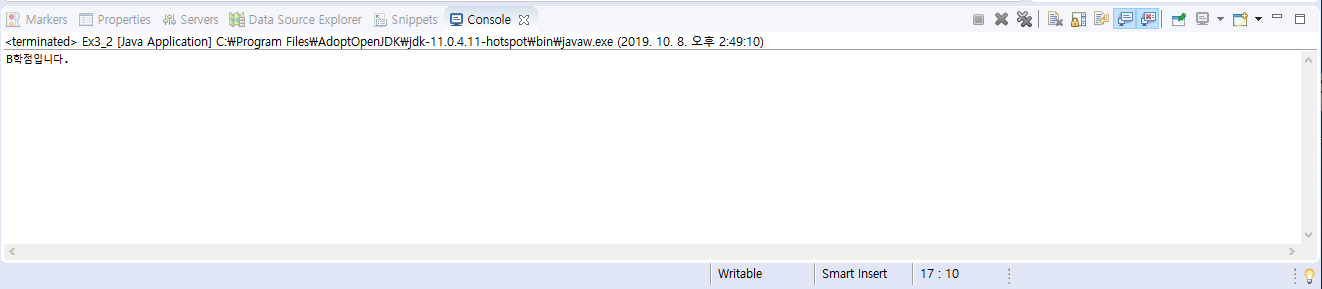 Markers Properties Servers Data Source Explorer Snippets Console
<terminated> Ex3_2 [Java Application] C:₩Program Files₩AdoptOpenJDK₩jdk-11.0.4.11-hotspot₩bin₩javaw.exe (2019. 10. 8. 오후 2:49:10)
B학점입니다.
Writable Smart Insert 17 : 10